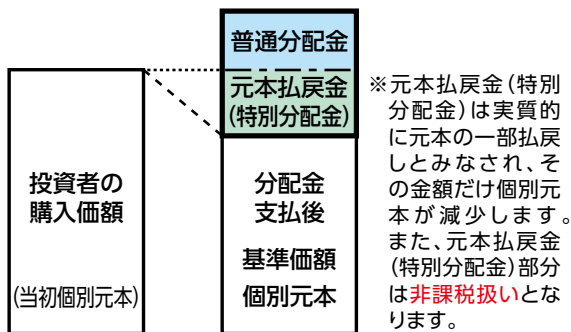 普通分配金
元本払戻金
(特別分配金)
投資者の
購入価額
(当初個別元本)
分配金
支払後
基準価額
個別元本
※元本払戻金(特別
分配金)は実質的
に元本の一部払戻
しとみなされ、そ
の金額だけ個別元
本が減少します。
また、元本払戻金
(特別分配金)部分
は非課税扱いとな
ります。